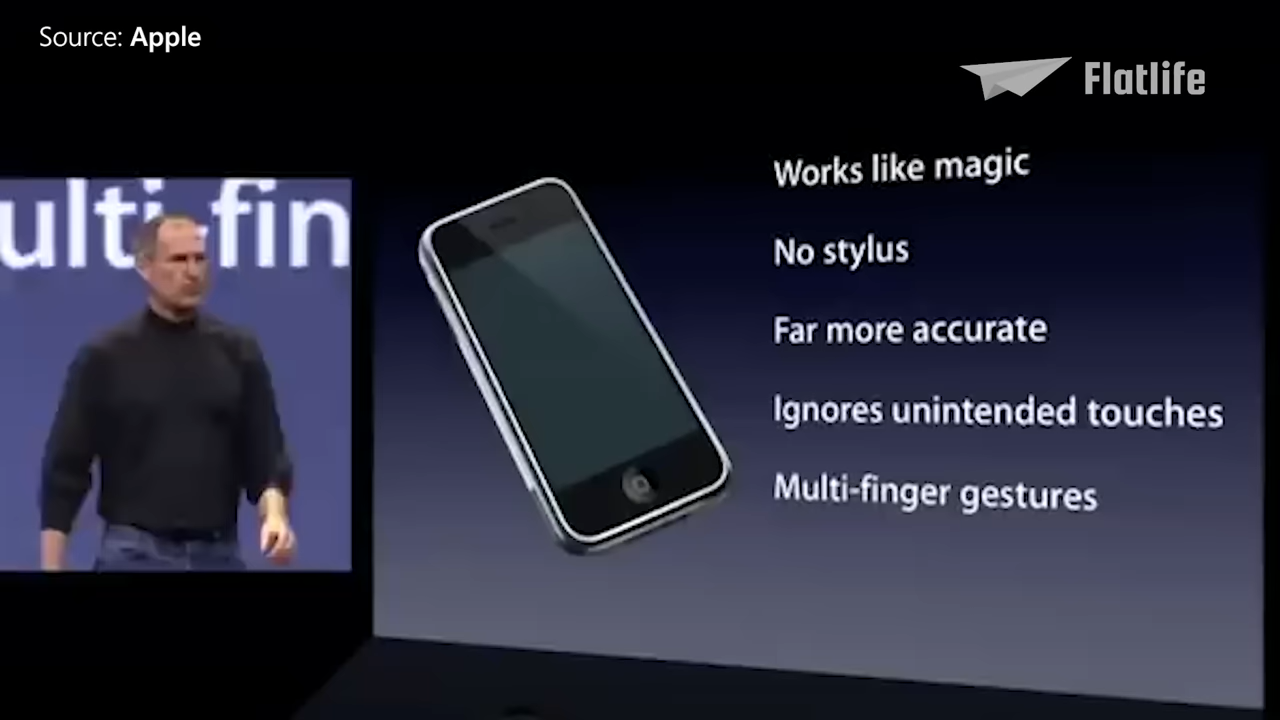 Source: Apple
Flatlife
Works like magic
No stylus
Far more accurate
Ignores unintended touches
Multi-finger gestures
ulti-fin